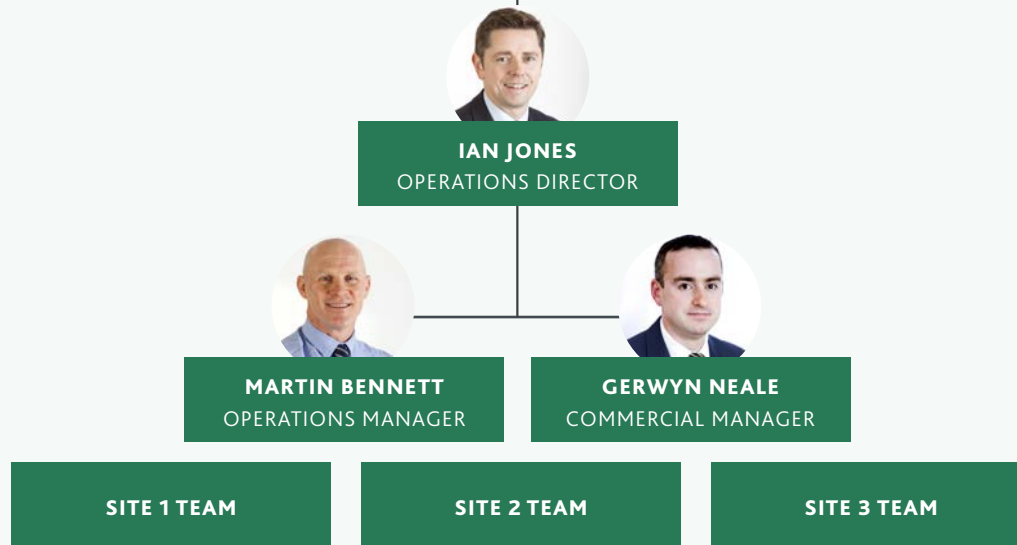 IAN JONES
OPERATIONS DIRECTOR
MARTIN BENNETT
OPERATIONS MANAGER
GERWYN NEALE
COMMERCIAL MANAGER
SITE 1 TEAM
SITE 2 TEAM
SITE 3 TEAM